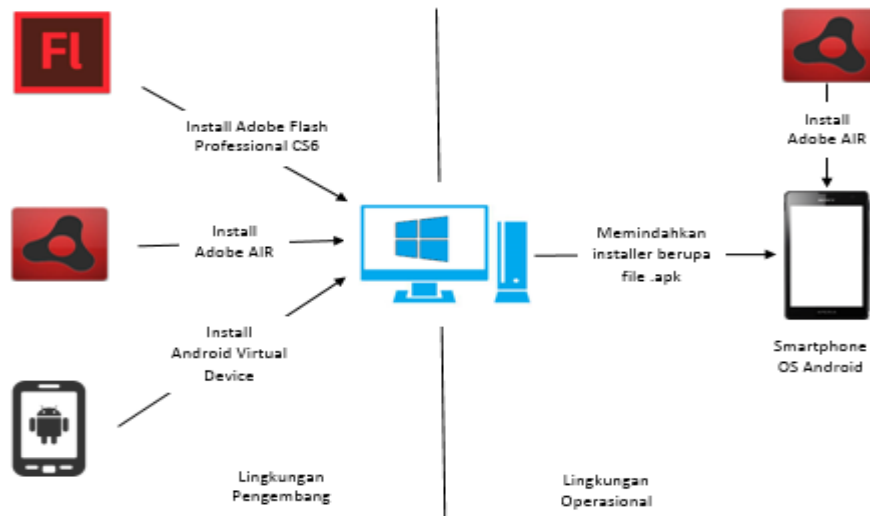 Fl
Install Adobe Flash
Professional CS6
Install
Adobe AIR
Install
Android Virtual
Device
Lingkungan
Pengembang
Install
Adobe AIR
Memindahkan
installer berupa
file .apk
Smartphone
OS Android
Lingkungan
Operasional